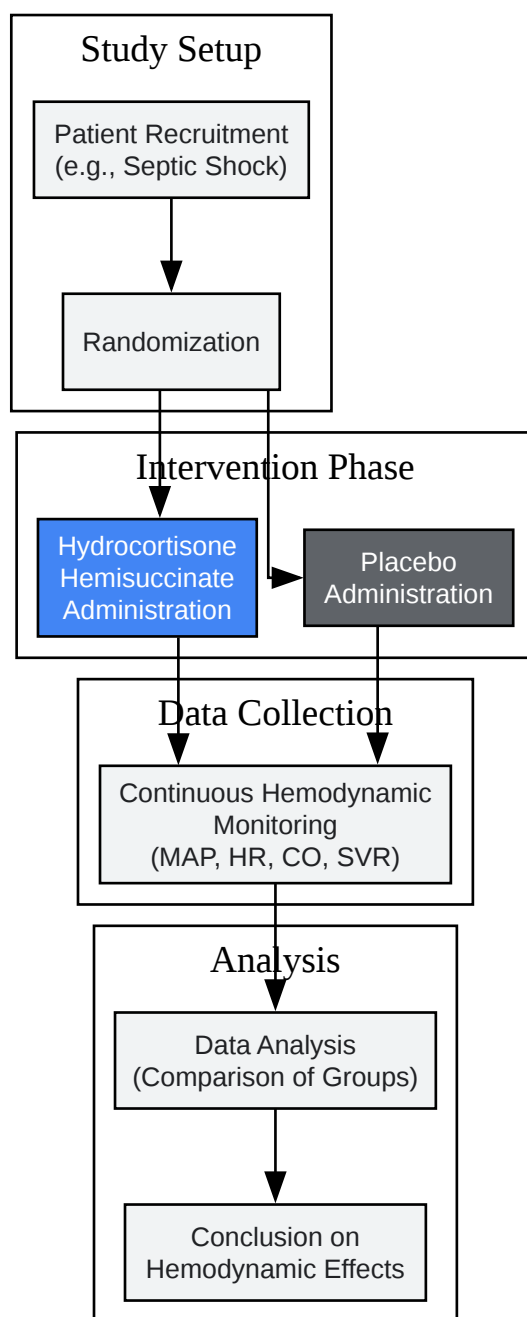 Study Setup
Patient Recruitment
(e.g., Septic Shock)
Randomization
Intervention Phase
Hydrocortisone
Hemisuccinate
Administration
Placebo
Administration
Data Collection
Continuous Hemodynamic
Monitoring
(MAP, HR, CO, SVR)
Analysis
Data Analysis
(Comparison of Groups)
Conclusion on
Hemodynamic Effects